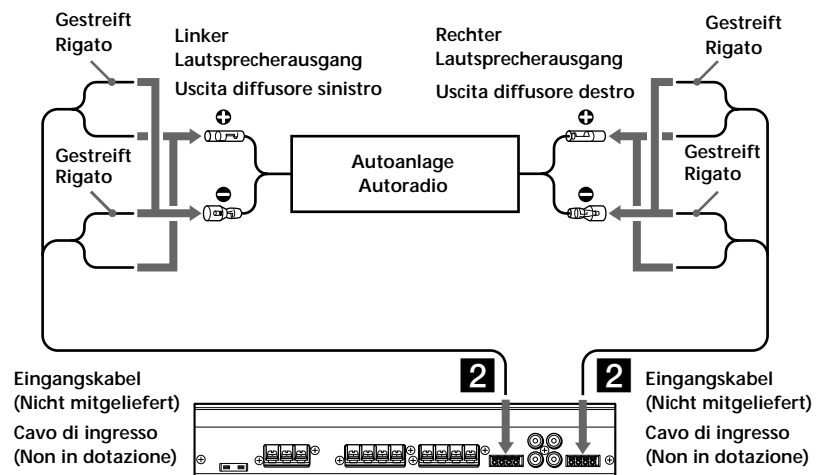 Gestreift
Rigato
Linker
Lautsprecherausgang
Uscita diffusore sinistro
Rechter
Lautsprecherausgang
Uscita diffusore destro
Gestreift
Rigato
+
+
Gestreift
Rigato
Autoanlage
Autoradio
Gestreift
Rigato
−
−
2
2
Eingangskabel
(Nicht mitgeliefert)
Cavo di ingresso
(Non in dotazione)
Eingangskabel
(Nicht mitgeliefert)
Cavo di ingresso
(Non in dotazione)